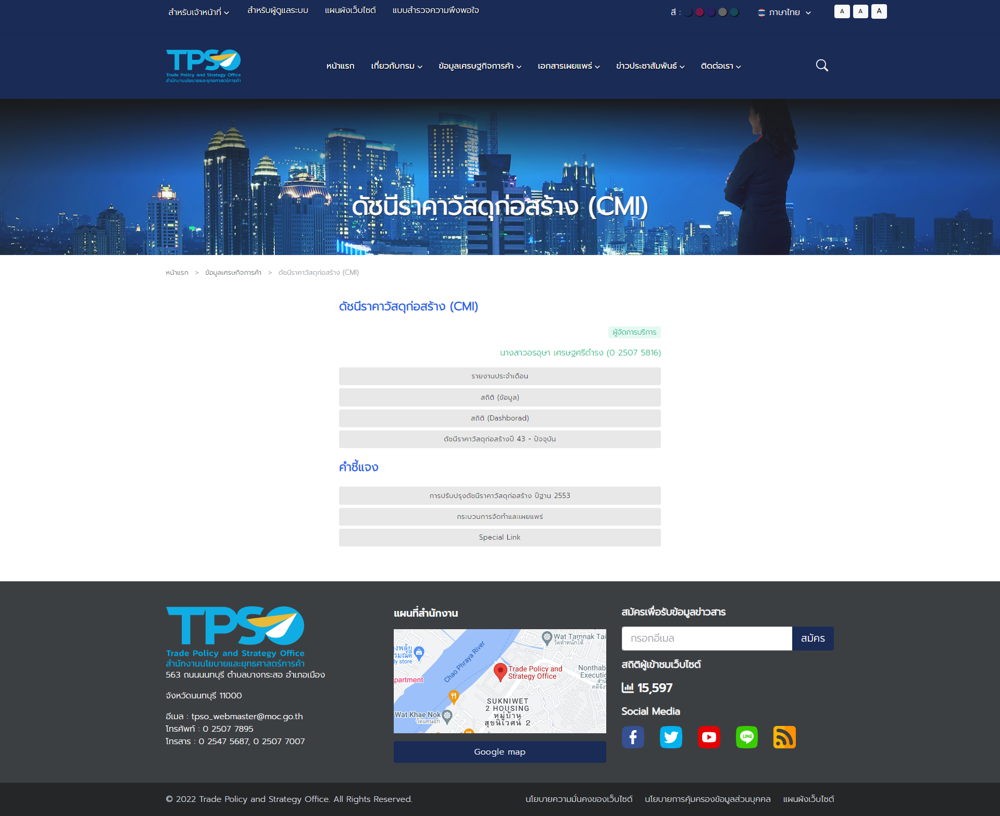 สำหรับเจ้าหน้าที่
สำหรับผู้ดูแลระบบ
แผนผังเว็บไซต์
แบบสำรวจความพึงพอใจ
สี :
ภาษาไทย
A
A
A
TPSO
Trade Policy and Strategy Office
สำนักงานนโยบายและยุทธศาสตร์การค้า
หน้าแรก
เกี่ยวกับกรม
ข้อมูลเศรษฐกิจการค้า
เอกสารเผยแพร่
ข่าวประชาสัมพันธ์
ติดต่อเรา
ดัชนีราคาวัสดุก่อสร้าง (CMI)
หน้าแรก > ข้อมูลเศรษฐกิจการค้า > ดัชนีราคาวัสดุก่อสร้าง (CMI)
ดัชนีราคาวัสดุก่อสร้าง (CMI)
ผู้จัดการบริการ
นางสาวอรอุษา เศรษฐศรีดำรง (0 2507 5816)
รายงานประจำเดือน
สถิติ (ข้อมูล)
สถิติ (Dashborad)
ดัชนีราคาวัสดุก่อสร้างปี 43 - ปัจจุบัน
คำชี้แจง
การปรับปรุงดัชนีราคาวัสดุก่อสร้าง ปีฐาน 2553
กระบวนการจัดทำและเผยแพร่
Special Link
TPSO
Trade Policy and Strategy Office
สำนักงานนโยบายและยุทธศาสตร์การค้า
563 ถนนนนทบุรี ตำบลบางกระสอ อำเภอเมือง
จังหวัดนนทบุรี 11000
อีเมล : tpso_webmaster@moc.go.th
โทรศัพท์ : 0 2507 7895
โทรสาร : 0 2547 5687, 0 2507 7007
แผนที่สำนักงาน
Wat Tamnak Tai
วัดตำหนักใต้
Chao Phraya River
Trade Policy and
Strategy Office
SUKNIWET
2 HOUSING
หมู่บ้าน
สุขนิเวศน์ 2
Wat Khae Nok
วัดแคนอก
Google map
สมัครเพื่อรับข้อมูลข่าวสาร
กรอกอีเมล
สมัคร
สถิติผู้เข้าชมเว็บไซต์
15,597
Social Media
LINE
© 2022 Trade Policy and Strategy Office. All Rights Reserved.
นโยบายความมั่นคงของเว็บไซต์
นโยบายการคุ้มครองข้อมูลส่วนบุคคล
แผนผังเว็บไซต์